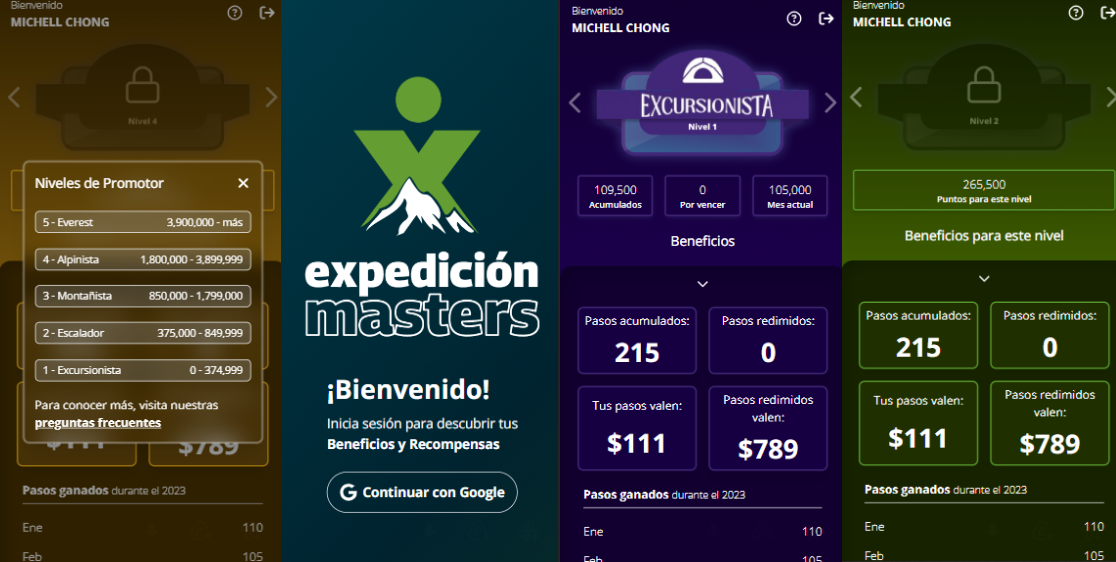 Bienvenido
MICHELL CHONG
Nivel 4
Niveles de Promotor
5 - Everest 3,900,000 - más
4 - Alpinista 1,800,000 - 3,899,999
3 - Montañista 850,000 - 1,799,000
2 - Escalador 375,000 - 849,999
1 - Excursionista 0 - 374,999
Para conocer más, visita nuestras
preguntas frecuentes
$111 $789
Pasos ganados durante el 2023
Ene 110
Feb 105
expedición
masters
¡Bienvenido!
Inicia sesión para descubrir tus
Beneficios y Recompensas
G Continuar con Google
Bienvenido
MICHELL CHONG
EXCURSIONISTA
Nivel 1
109,500 0 105,000
Acumulados Por vencer Mes actual
Beneficios
Pasos acumulados: Pasos redimidos:
215 0
Tus pasos valen: Pasos redimidos
valen:
$111 $789
Pasos ganados durante el 2023
Ene 110
Feb 105
Bienvenido
MICHELL CHONG
Nivel 2
265,500
Puntos para este nivel
Beneficios para este nivel
Pasos acumulados: Pasos redimidos:
215 0
Tus pasos valen: Pasos redimidos
valen:
$111 $789
Pasos ganados durante el 2023
Ene 110
Feb 105